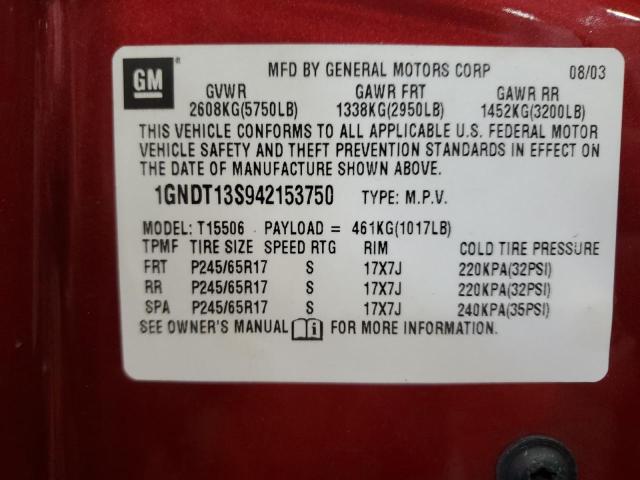 GM
MFD BY GENERAL MOTORS CORP 08/03
GVWR GAWR FRT GAWR RR
2608KG(5750LB) 1338KG(2950LB) 1452KG(3200LB)
THIS VEHICLE CONFORMS TO ALL APPLICABLE U.S. FEDERAL MOTOR
VEHICLE SAFETY AND THEFT PREVENTION STANDARDS IN EFFECT ON
THE DATE OF MANUFACTURE SHOWN ABOVE.
1GNDT13S942153750 TYPE: M.P.V.
MODEL: T15506 PAYLOAD = 461KG(1017LB)
TPMF TIRE SIZE SPEED RTG RIM COLD TIRE PRESSURE
FRT P245/65R17 S 17X7J 220KPA(32PSI)
RR P245/65R17 S 17X7J 220KPA(32PSI)
SPA P245/65R17 S 17X7J 240KPA(35PSI)
SEE OWNER'S MANUAL i FOR MORE INFORMATION.